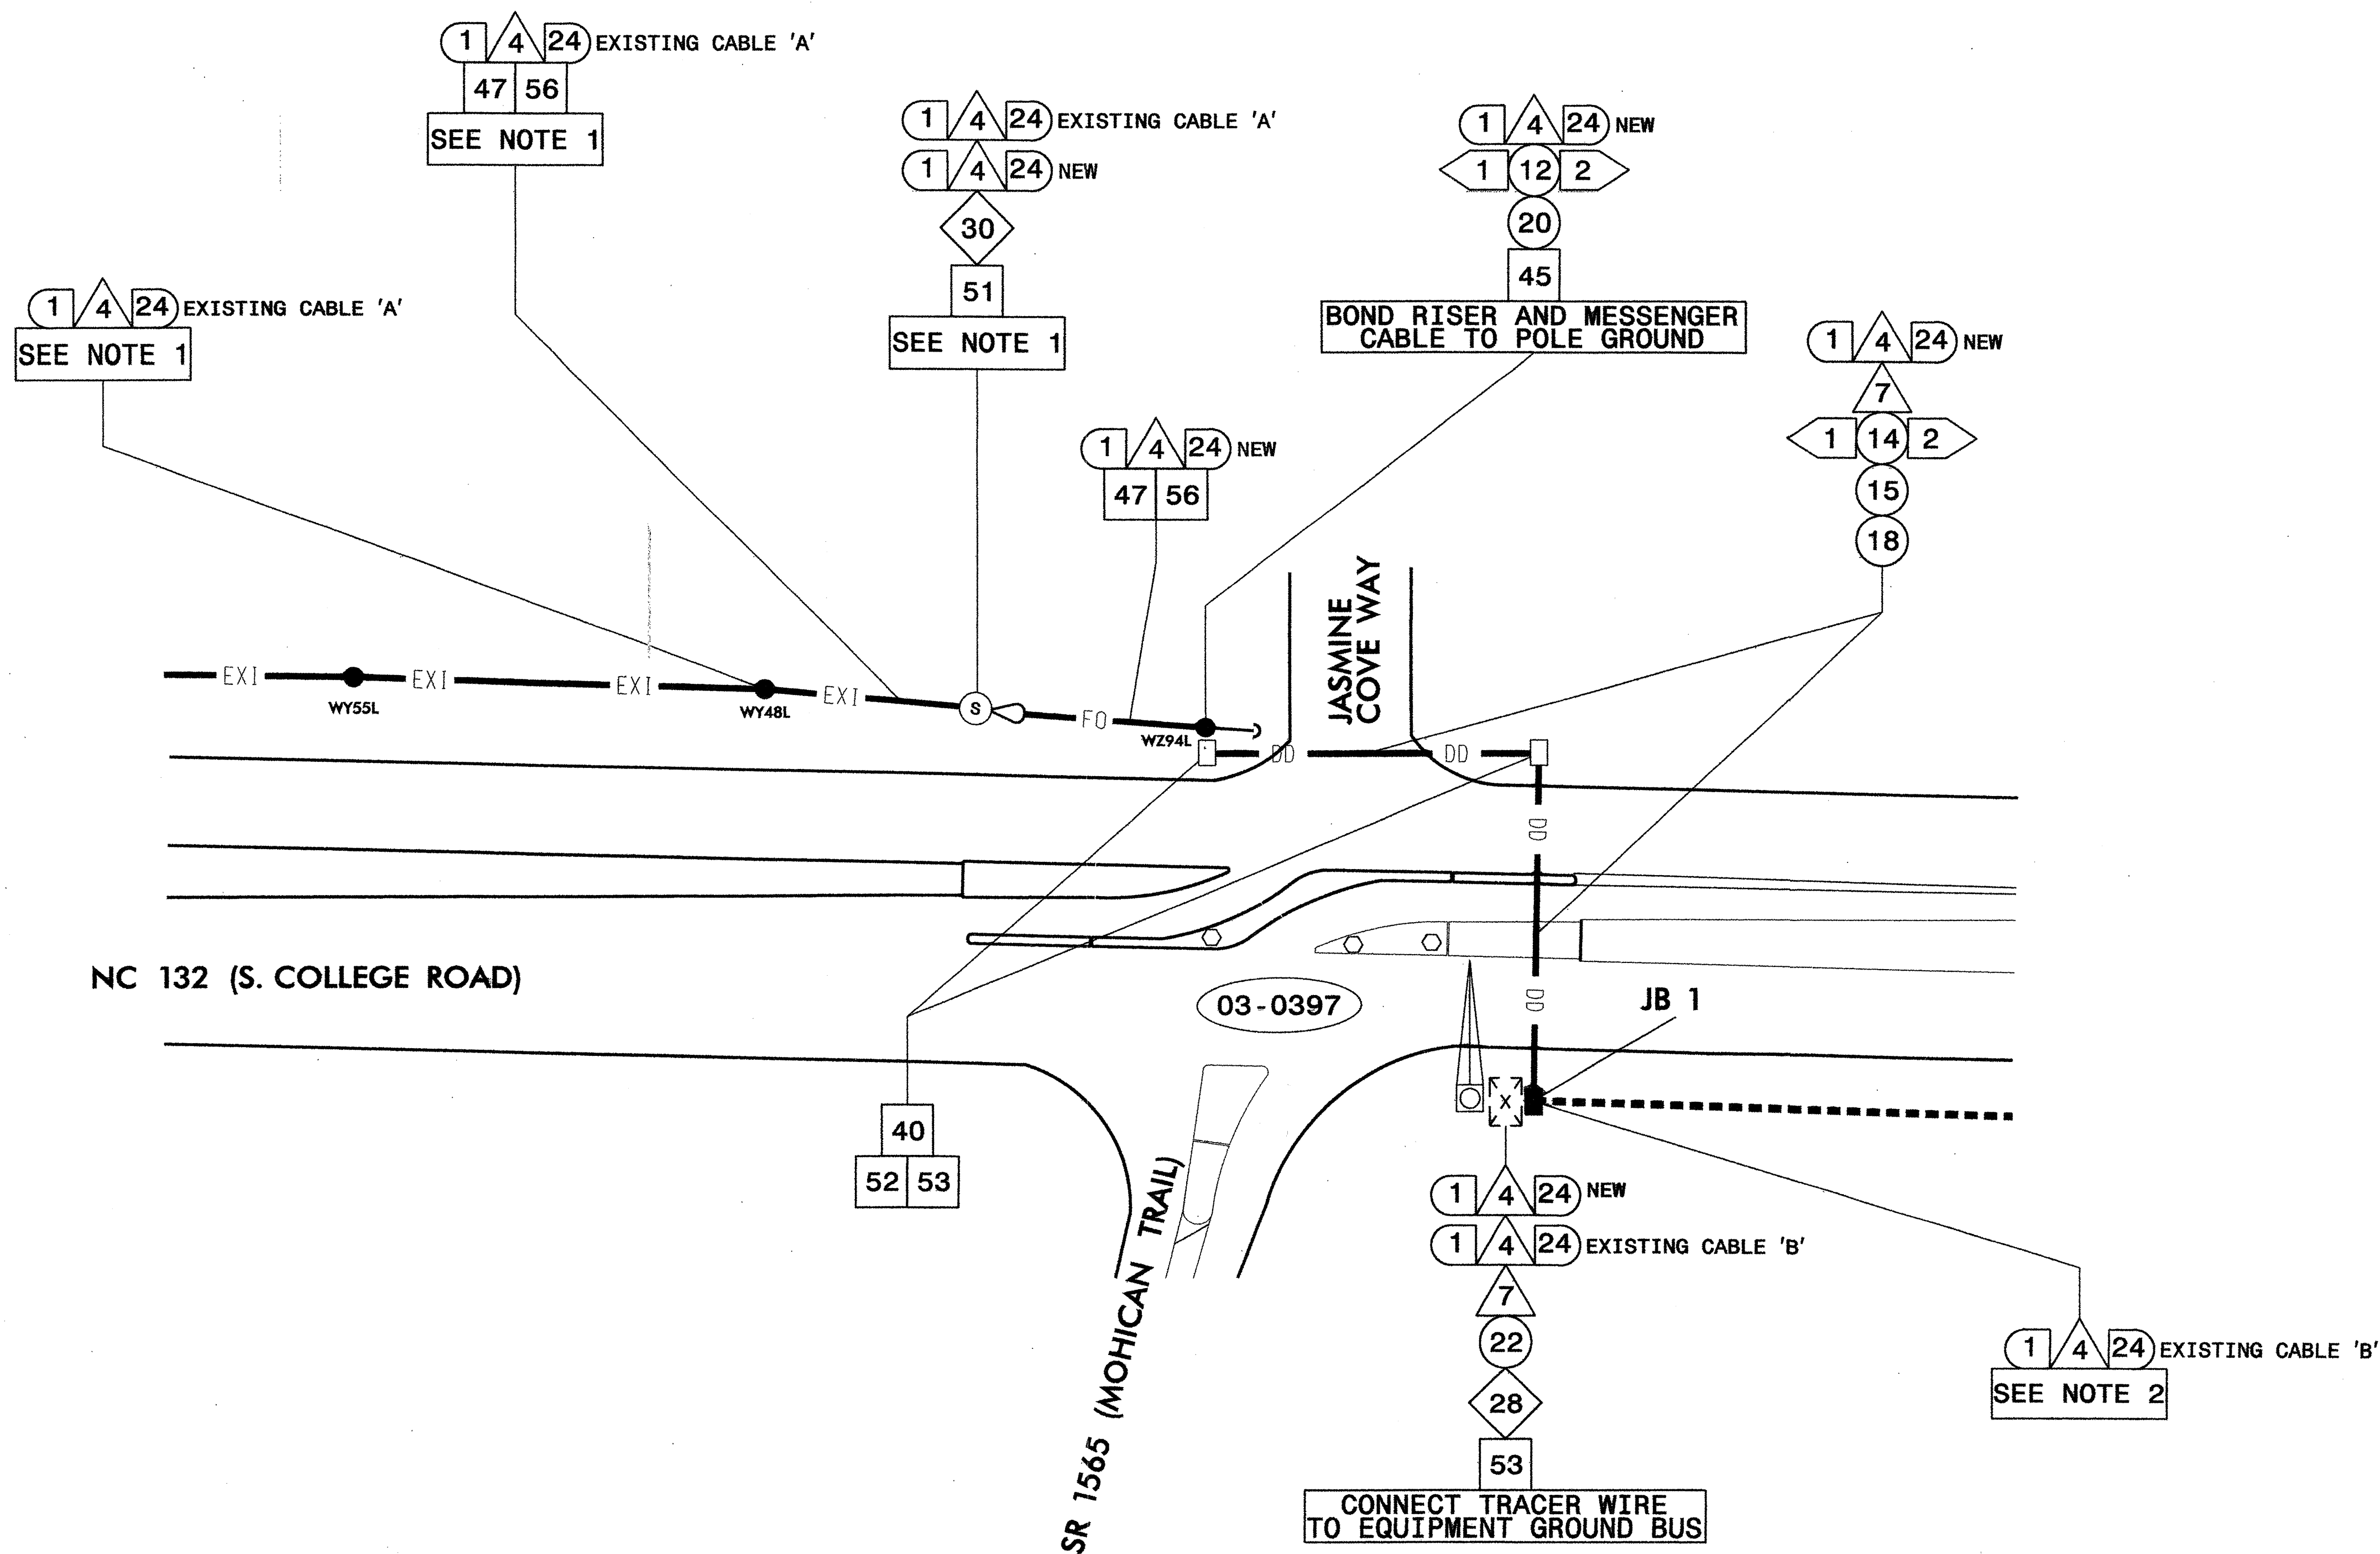 1 4 24 EXISTING CABLE 'A'
47 56
SEE NOTE 1
1 4 24 EXISTING CABLE 'A'
1 4 24 NEW
30
51
SEE NOTE 1
1 4 24 NEW
1 12 2
20
45
BOND RISER AND MESSENGER
CABLE TO POLE GROUND
1 4 24 EXISTING CABLE 'A'
SEE NOTE 1
1 4 24 NEW
7
1 14 2
15
18
1 4 24 NEW
47 56
JASMINE
COVE WAY
EXI
EXI
EXI
EXI
S
FO
WY55L
WY48L
WZ94L
DD
DD
DD
DD
NC 132 (S. COLLEGE ROAD)
03-0397
JB 1
X
40
52 53
SR 1565 (MOHICAN TRAIL)
1 4 24 NEW
1 4 24 EXISTING CABLE 'B'
7
22
28
53
CONNECT TRACER WIRE
TO EQUIPMENT GROUND BUS
1 4 24 EXISTING CABLE 'B'
SEE NOTE 2